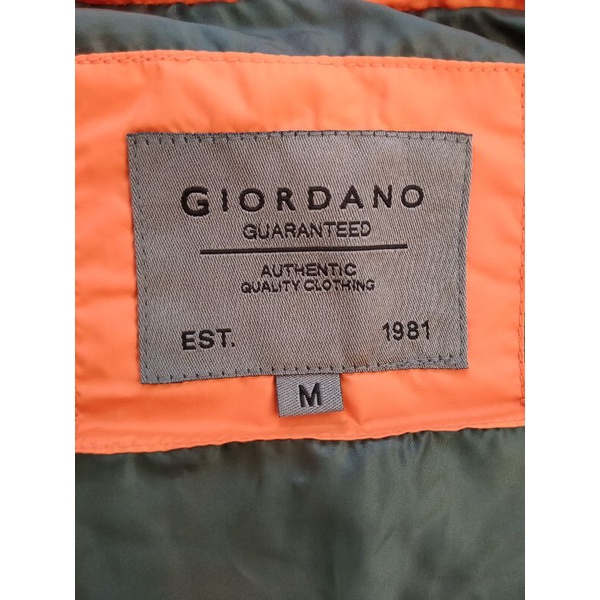 GIORDANO
GUARANTEED
AUTHENTIC
QUALITY CLOTHING
EST. 1981
M